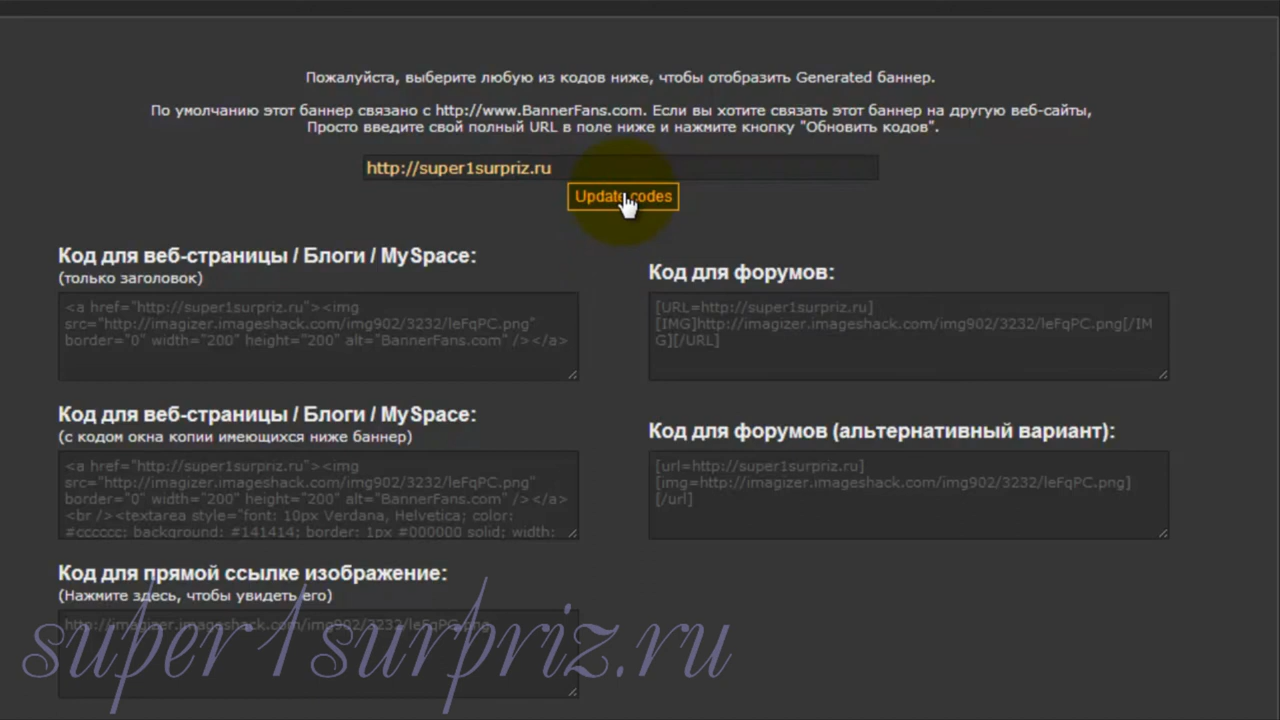 Пожалуйста, выберите любую из кодов ниже, чтобы отобразить Generated баннер.
По умолчанию этот баннер связано с http://www.BannerFans.com. Если вы хотите связать этот баннер на другую веб-сайты,
Просто введите свой полный URL в поле ниже и нажмите кнопку "Обновить кодов".
http://super1surpriz.ru
Update codes
Код для веб-страницы / Блоги / MySpace:
(только заголовок)
<a href="http://super1surpriz.ru"><img
src="http://imagizer.imageshack.com/img902/3232/leFqPC.png"
border="0" width="200" height="200" alt="BannerFans.com" /></a>
Код для форумов:
[URL=http://super1surpriz.ru]
[IMG]http://imagizer.imageshack.com/img902/3232/leFqPC.png[/IM
G][/URL]
Код для веб-страницы / Блоги / MySpace:
(с кодом окна копии имеющихся ниже баннер)
<a href="http://super1surpriz.ru"><img
src="http://imagizer.imageshack.com/img902/3232/leFqPC.png"
border="0" width="200" height="200" alt="BannerFans.com" /></a>
<br /><textarea style="font: 10px Verdana, Helvetica; color:
#cccccc; background: #141414; border: 1px #000000 solid; width:
Код для форумов (альтернативный вариант):
[url=http://super1surpriz.ru]
[img=http://imagizer.imageshack.com/img902/3232/leFqPC.png]
[/url]
Код для прямой ссылке изображение:
(Нажмите здесь, чтобы увидеть его)
http://imagizer.imageshack.com/img902/3232/leFqPC.png
super1surpriz.ru